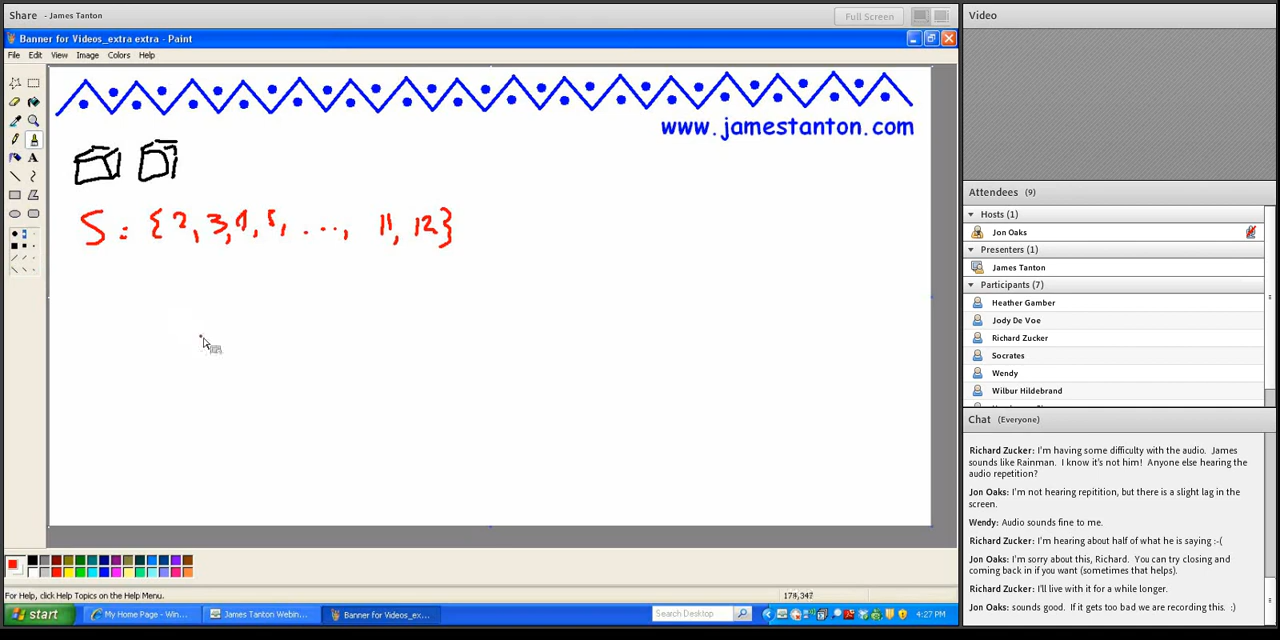 Share - James Tanton
Full Screen
Banner for Videos_extra extra - Paint
File Edit View Image Colors Help
www.jamestanton.com
S = {2, 3, 4, 5, ..., 11, 12}
For Help, click Help Topics on the Help Menu.
174,347
start
My Home Page - Win...
James Tanton Webin...
Banner for Videos_ex...
Search Desktop
4:27 PM
Video
Attendees (9)
Hosts (1)
Jon Oaks
Presenters (1)
James Tanton
Participants (7)
Heather Gamber
Jody De Voe
Richard Zucker
Socrates
Wendy
Wilbur Hildebrand
Chat (Everyone)
Richard Zucker: I'm having some difficulty with the audio. James
sounds like Rainman. I know it's not him! Anyone else hearing the
audio repetition?
Jon Oaks: I'm not hearing repitition, but there is a slight lag in the
screen.
Wendy: Audio sounds fine to me.
Richard Zucker: I'm hearing about half of what he is saying :-(
Jon Oaks: I'm sorry about this, Richard. You can try closing and
coming back in if you want (sometimes that helps).
Richard Zucker: I'll live with it for a while longer.
Jon Oaks: sounds good. If it gets too bad we are recording this. :)